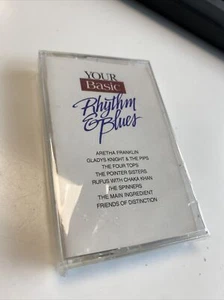 YOUR
Basic
Rhythm
& Blues
ARETHA FRANKLIN
GLADYS KNIGHT & THE PIPS
THE FOUR TOPS
THE POINTER SISTERS
RUFUS WITH CHAKA KHAN
THE SPINNERS
THE MAIN INGREDIENT
FRIENDS OF DISTINCTION